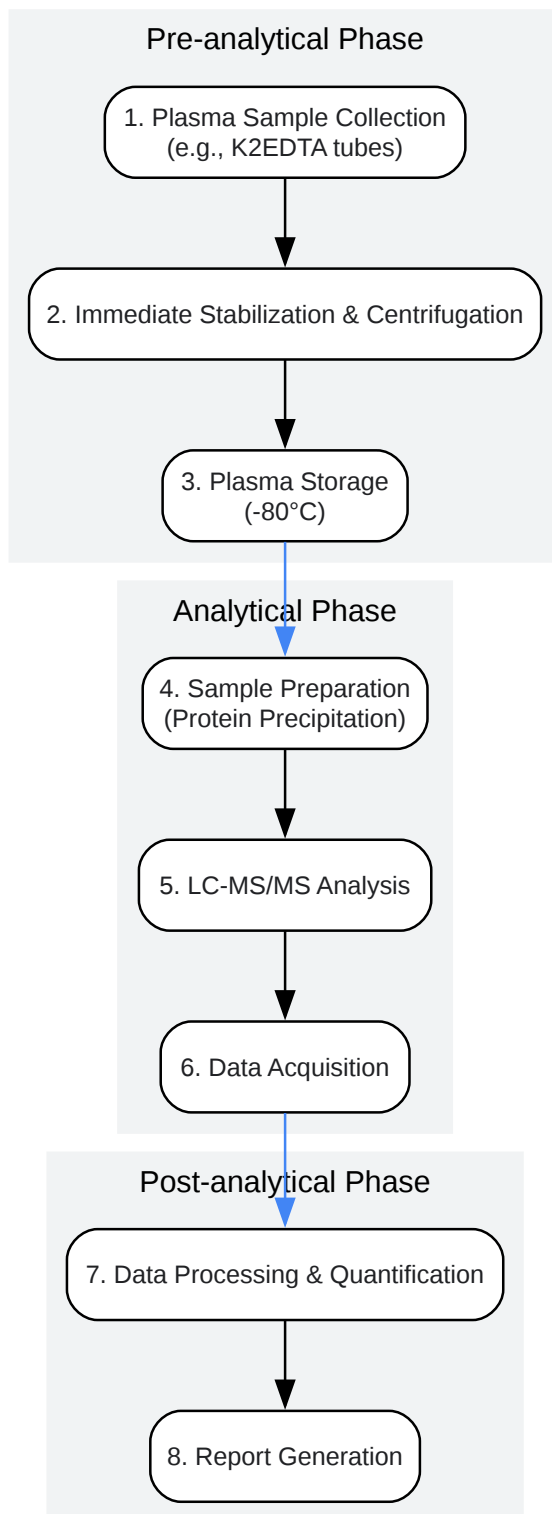 Pre-analytical Phase
1. Plasma Sample Collection
(e.g., K2EDTA tubes)
2. Immediate Stabilization & Centrifugation
3. Plasma Storage
(-80°C)
Analytical Phase
4. Sample Preparation
(Protein Precipitation)
5. LC-MS/MS Analysis
6. Data Acquisition
Post-analytical Phase
7. Data Processing & Quantification
8. Report Generation